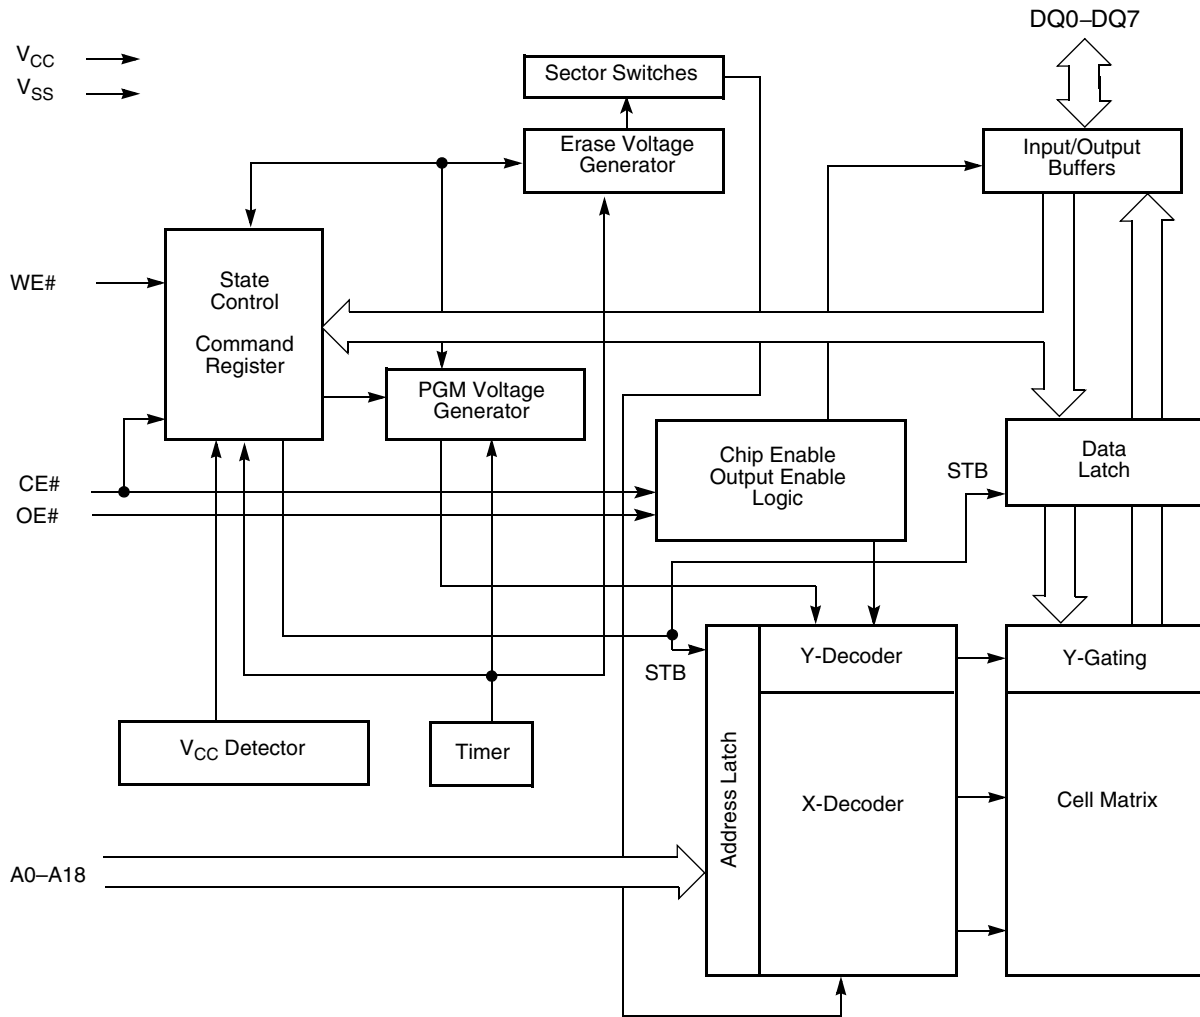 DQ0–DQ7
VCC
VSS
Sector Switches
Erase Voltage
Generator
Input/Output
Buffers
WE#
State
Control
Command
Register
PGM Voltage
Generator
CE#
OE#
Chip Enable
Output Enable
Logic
STB
Data
Latch
STB
Y-Decoder
Y-Gating
VCC Detector
Timer
Address Latch
X-Decoder
Cell Matrix
A0–A18